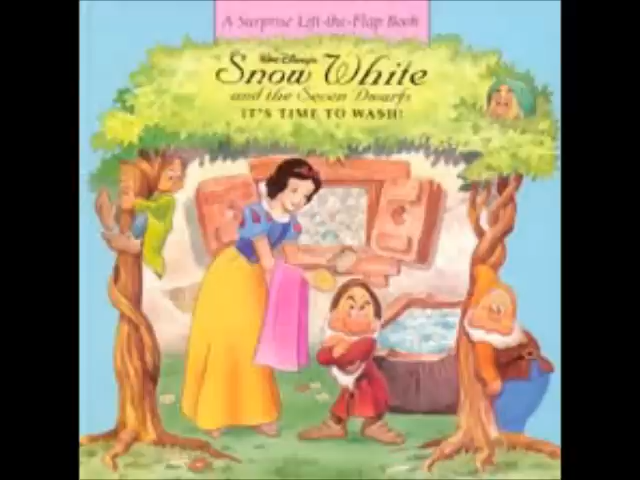 A Surprise Lift-the-Flap Book
Walt Disney's
Snow White
and the Seven Dwarfs
IT'S TIME TO WASH!